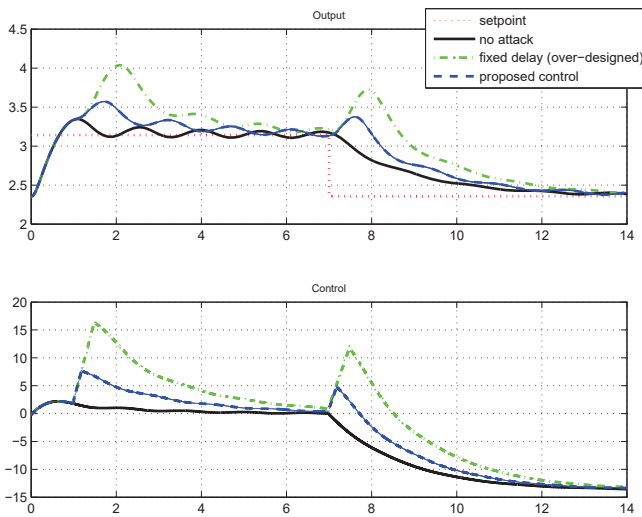 Output
setpoint
no attack
fixed delay (over−designed)
proposed control
4.5
4
3.5
3
2.5
2
0 2 4 6 8 10 12 14
Control
20
15
10
5
0
−5
−10
−15
0 2 4 6 8 10 12 14